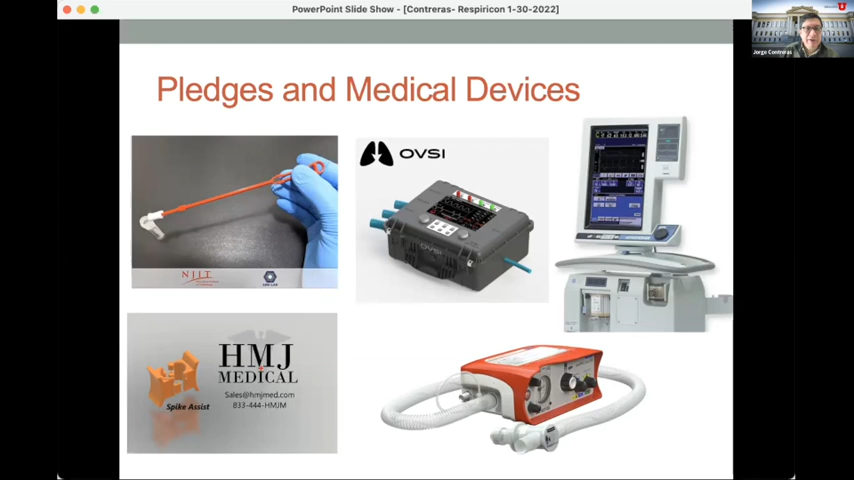 PowerPoint Slide Show - [Contreras- Respiricon 1-30-2022]
Jorge Contreras
Pledges and Medical Devices
OVSI
OVSI
NJIT
HMJ
MEDICAL
Sales@hmjmed.com
833-444-HMJM
Spike Assist